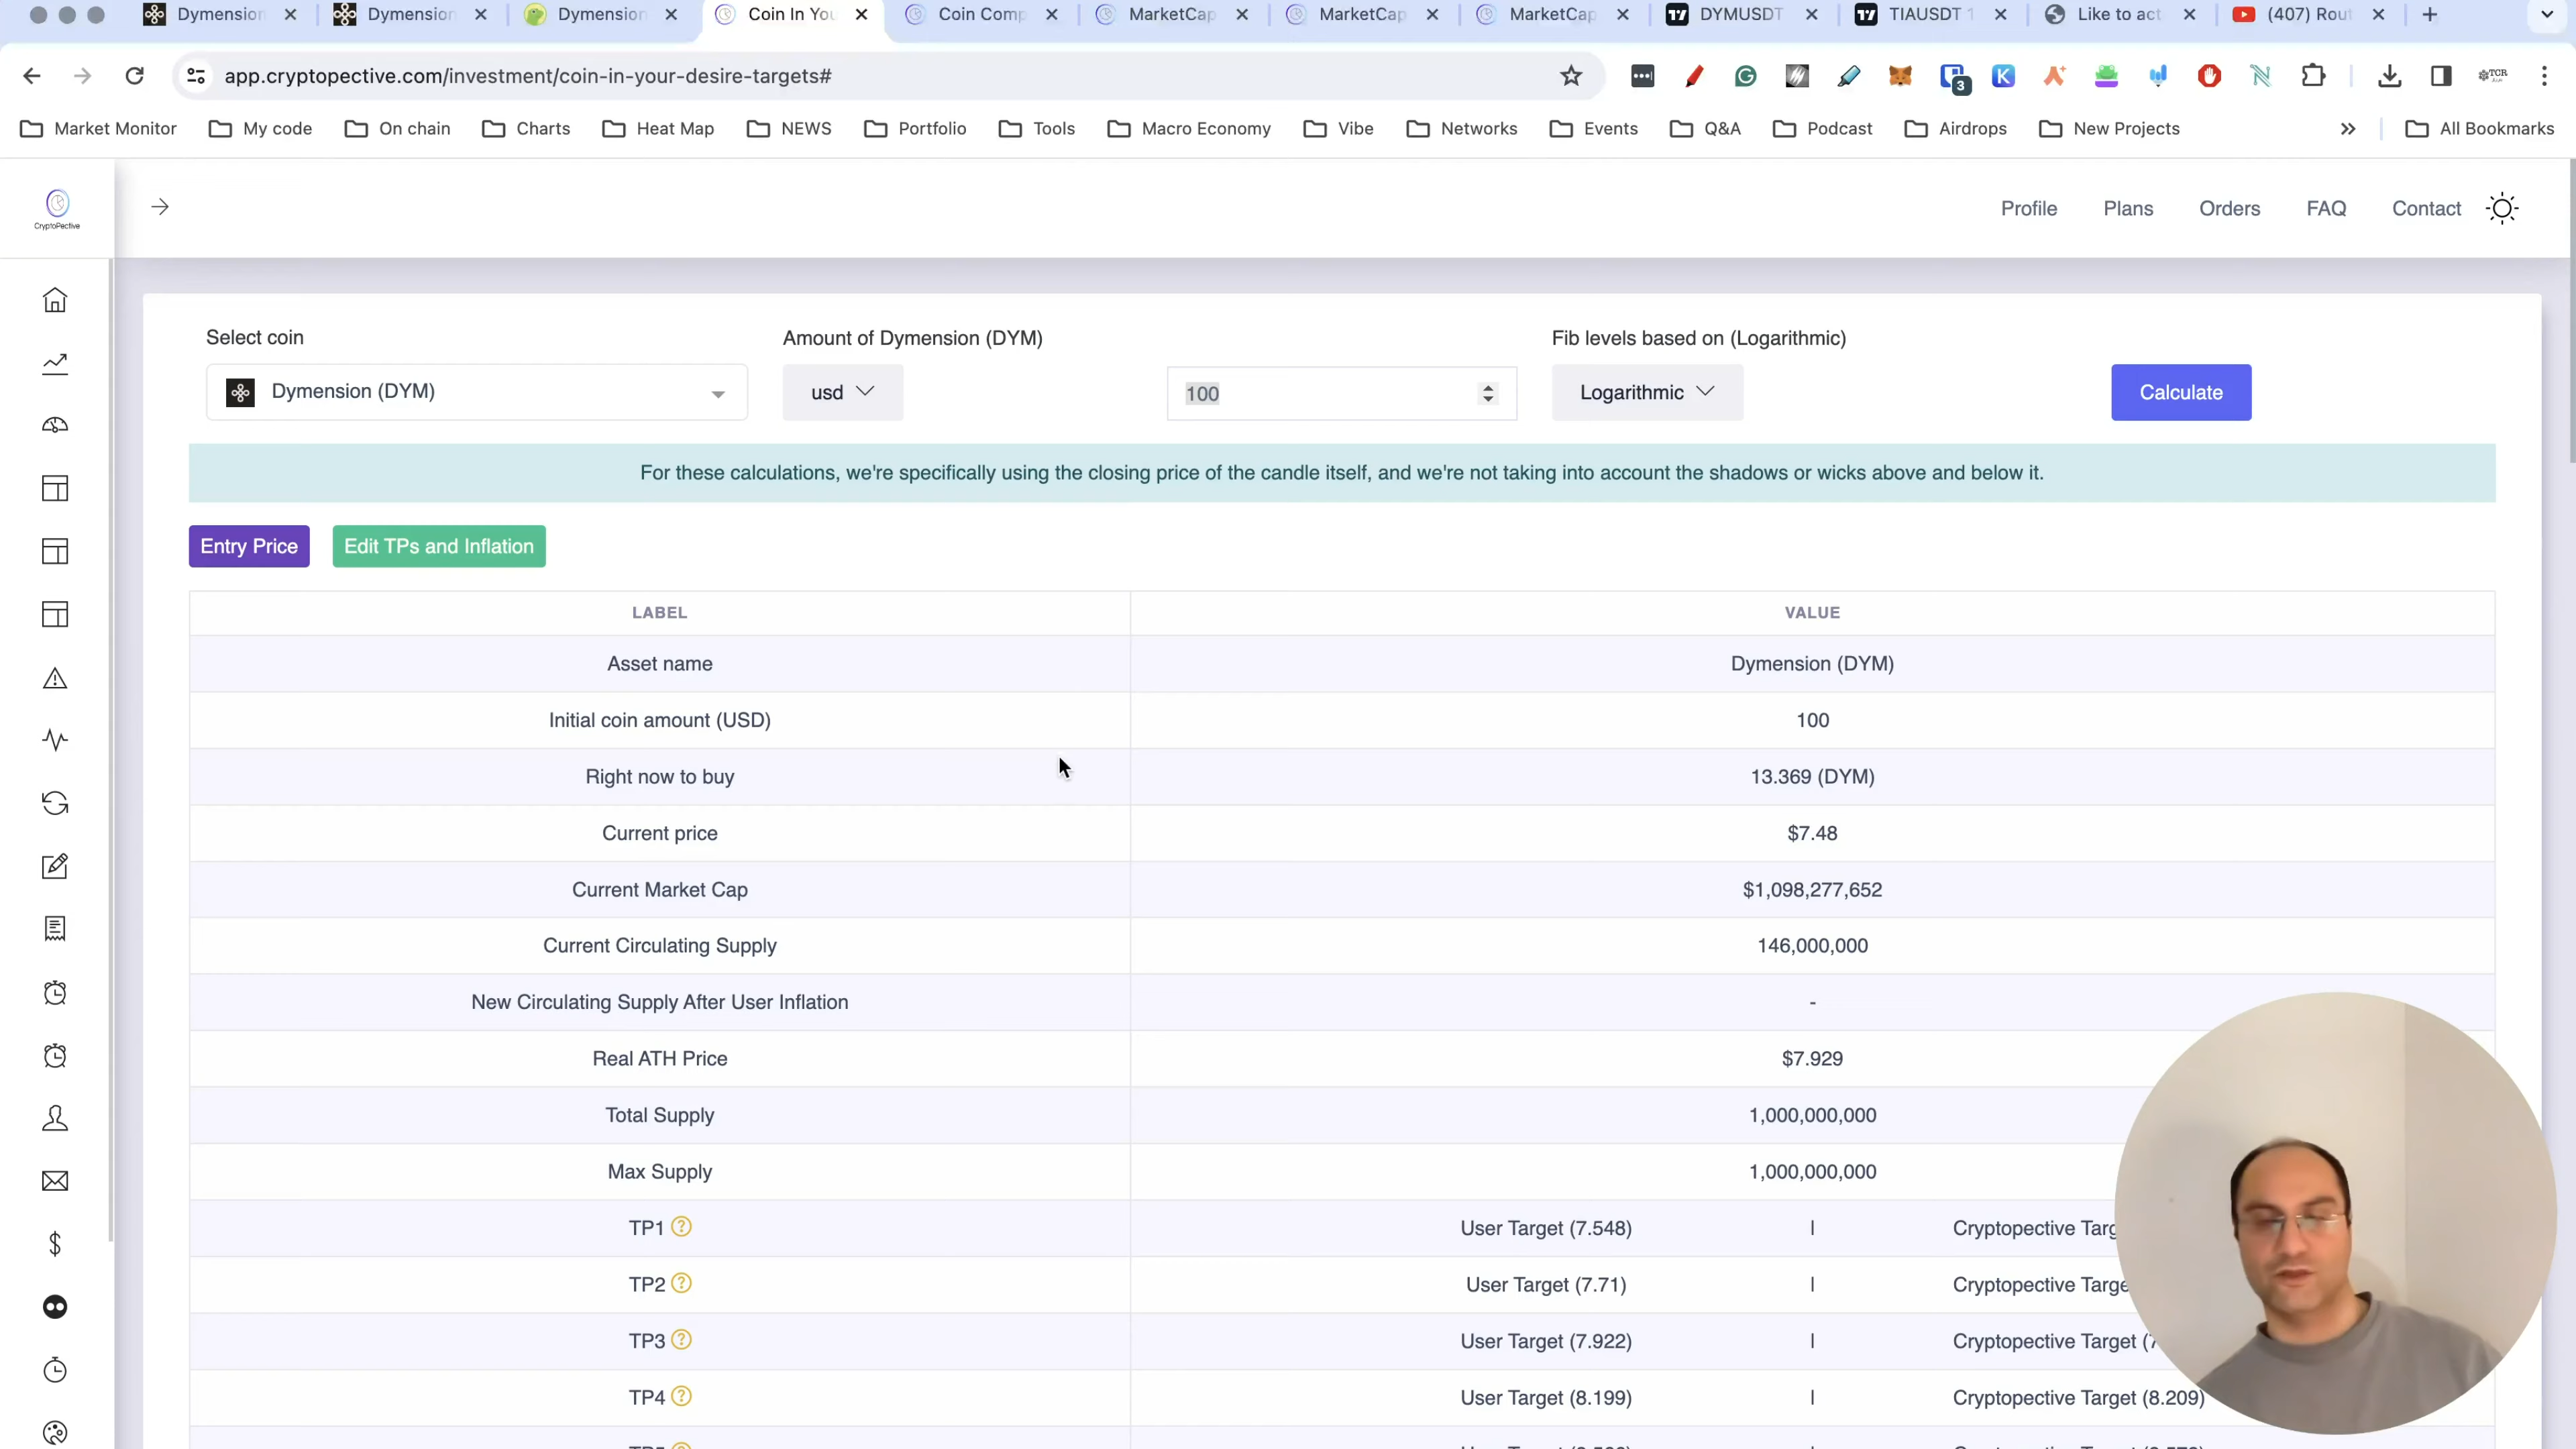 Dymension
Dymension
Dymension
Coin In You
Coin Comp
MarketCap
MarketCap
MarketCap
DYMUSDT
TIAUSDT 1
Like to act
(407) Rou
app.cryptopective.com/investment/coin-in-your-desire-targets#
3
K
TCR
Market Monitor
My code
On chain
Charts
Heat Map
NEWS
Portfolio
Tools
Macro Economy
Vibe
Networks
Events
Q&A
Podcast
Airdrops
New Projects
All Bookmarks
CryptoPective
Profile
Plans
Orders
FAQ
Contact
Select coin
Amount of Dymension (DYM)
Fib levels based on (Logarithmic)
Dymension (DYM)
usd
100
Logarithmic
Calculate
For these calculations, we're specifically using the closing price of the candle itself, and we're not taking into account the shadows or wicks above and below it.
Entry Price
Edit TPs and Inflation
LABEL VALUE
Asset name Dymension (DYM)
Initial coin amount (USD) 100
Right now to buy 13.369 (DYM)
Current price $7.48
Current Market Cap $1,098,277,652
Current Circulating Supply 146,000,000
New Circulating Supply After User Inflation -
Real ATH Price $7.929
Total Supply 1,000,000,000
Max Supply 1,000,000,000
TP1 User Target (7.548) | Cryptopective Targ
TP2 User Target (7.71) | Cryptopective Targe
TP3 User Target (7.922) | Cryptopective Target (7
TP4 User Target (8.199) | Cryptopective Target (8.209)